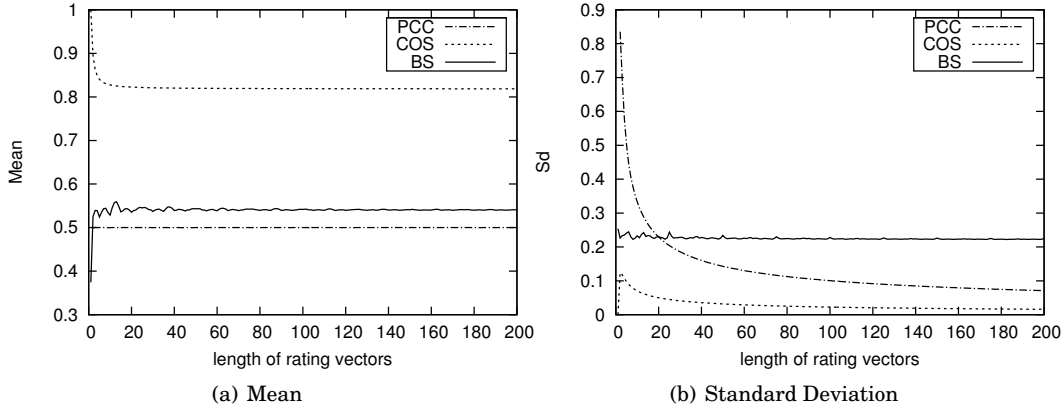 1
0.9
0.8
0.7
0.6
0.5
0.4
0.3
Mean
0 20 40 60 80 100 120 140 160 180 200
length of rating vectors
PCC
COS
BS
(a) Mean
0.9
0.8
0.7
0.6
0.5
0.4
0.3
0.2
0.1
0
Sd
0 20 40 60 80 100 120 140 160 180 200
length of rating vectors
PCC
COS
BS
(b) Standard Deviation